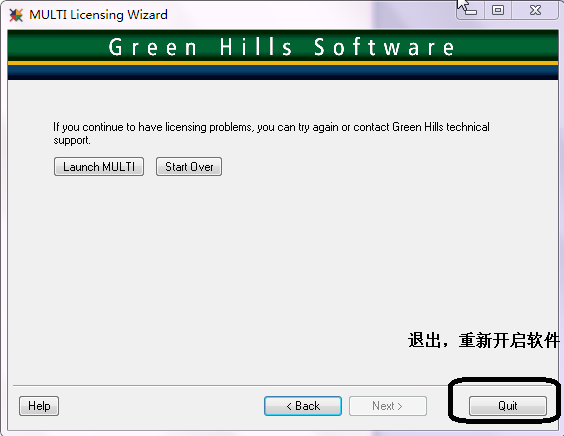 MULTI Licensing Wizard
Green Hills Software
If you continue to have licensing problems, you can try again or contact Green Hills technical
support.
Launch MULTI Start Over
退出，重新开启软件
Help < Back Next > Quit